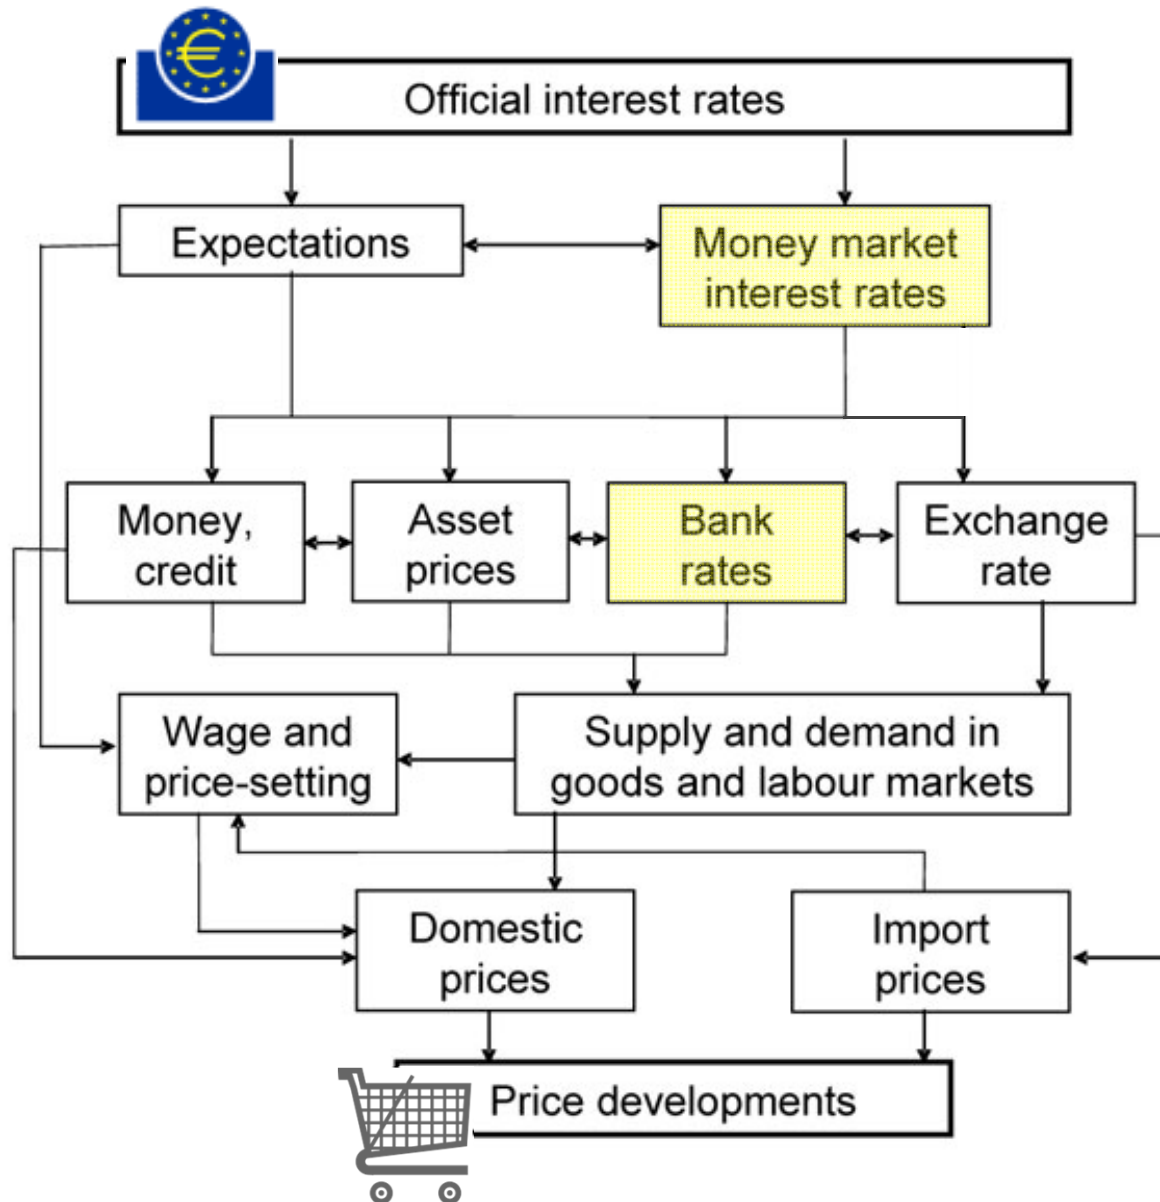 €
Official interest rates
Expectations
Money market
interest rates
Money,
credit
Asset
prices
Bank
rates
Exchange
rate
Wage and
price-setting
Supply and demand in
goods and labour markets
Domestic
prices
Import
prices
Price developments